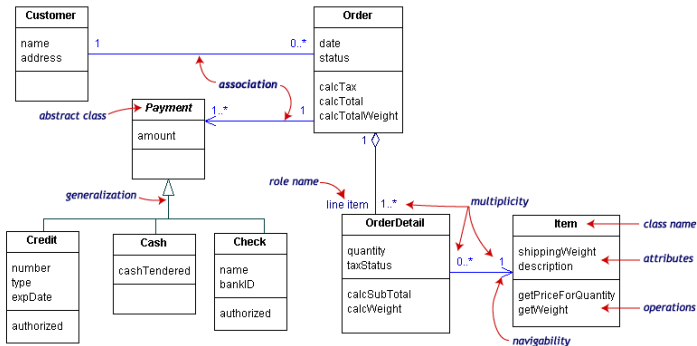 Customer
name
address
1
0..*
Order
date
status
calcTax
calcTotal
calcTotalWeight
association
abstract class
Payment
amount
1..*
1
1
generalization
role name
line item
1..*
multiplicity
Credit
number
type
expDate
authorized
Cash
cashTendered
Check
name
bankID
authorized
OrderDetail
quantity
taxStatus
calcSubTotal
calcWeight
0..*
1
Item
shippingWeight
description
getPriceForQuantity
getWeight
class name
attributes
operations
navigability